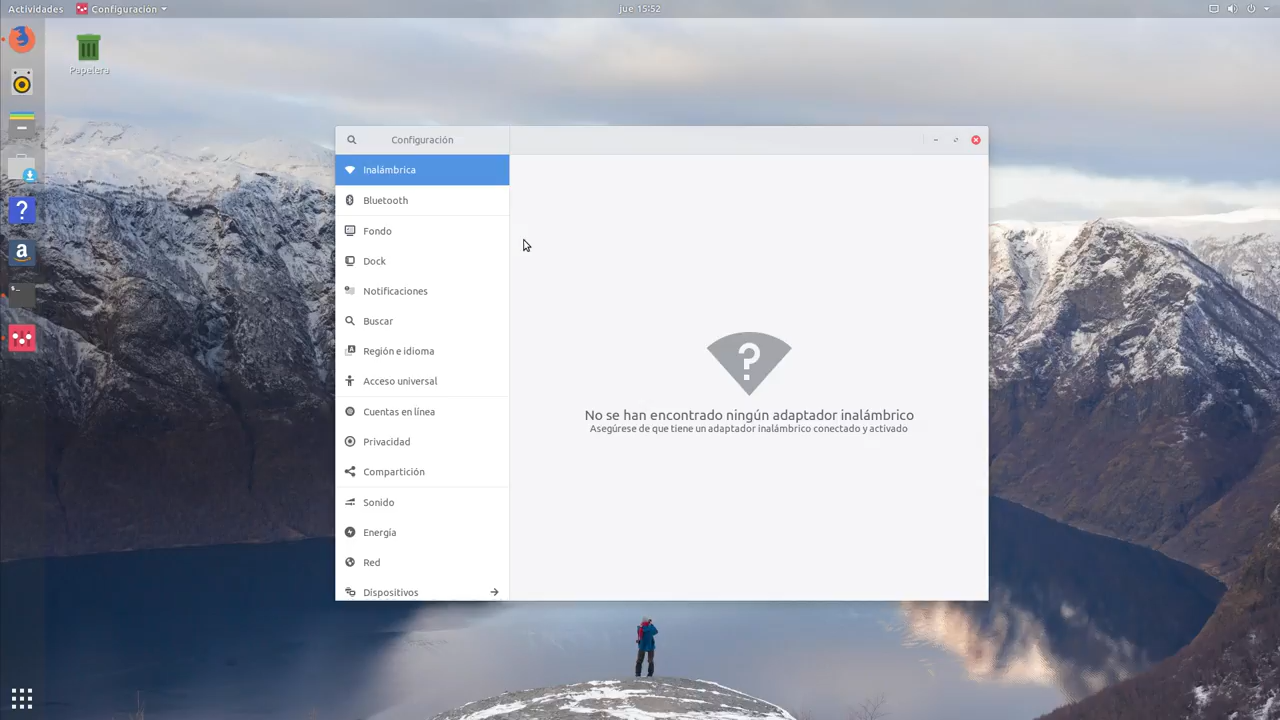 Actividades
Configuración
jue 15:52
Papelera
Configuración
Inalámbrica
Bluetooth
Fondo
Dock
Notificaciones
Buscar
Región e idioma
Acceso universal
Cuentas en línea
Privacidad
Compartición
Sonido
Energía
Red
Dispositivos
No se han encontrado ningún adaptador inalámbrico
Asegúrese de que tiene un adaptador inalámbrico conectado y activado